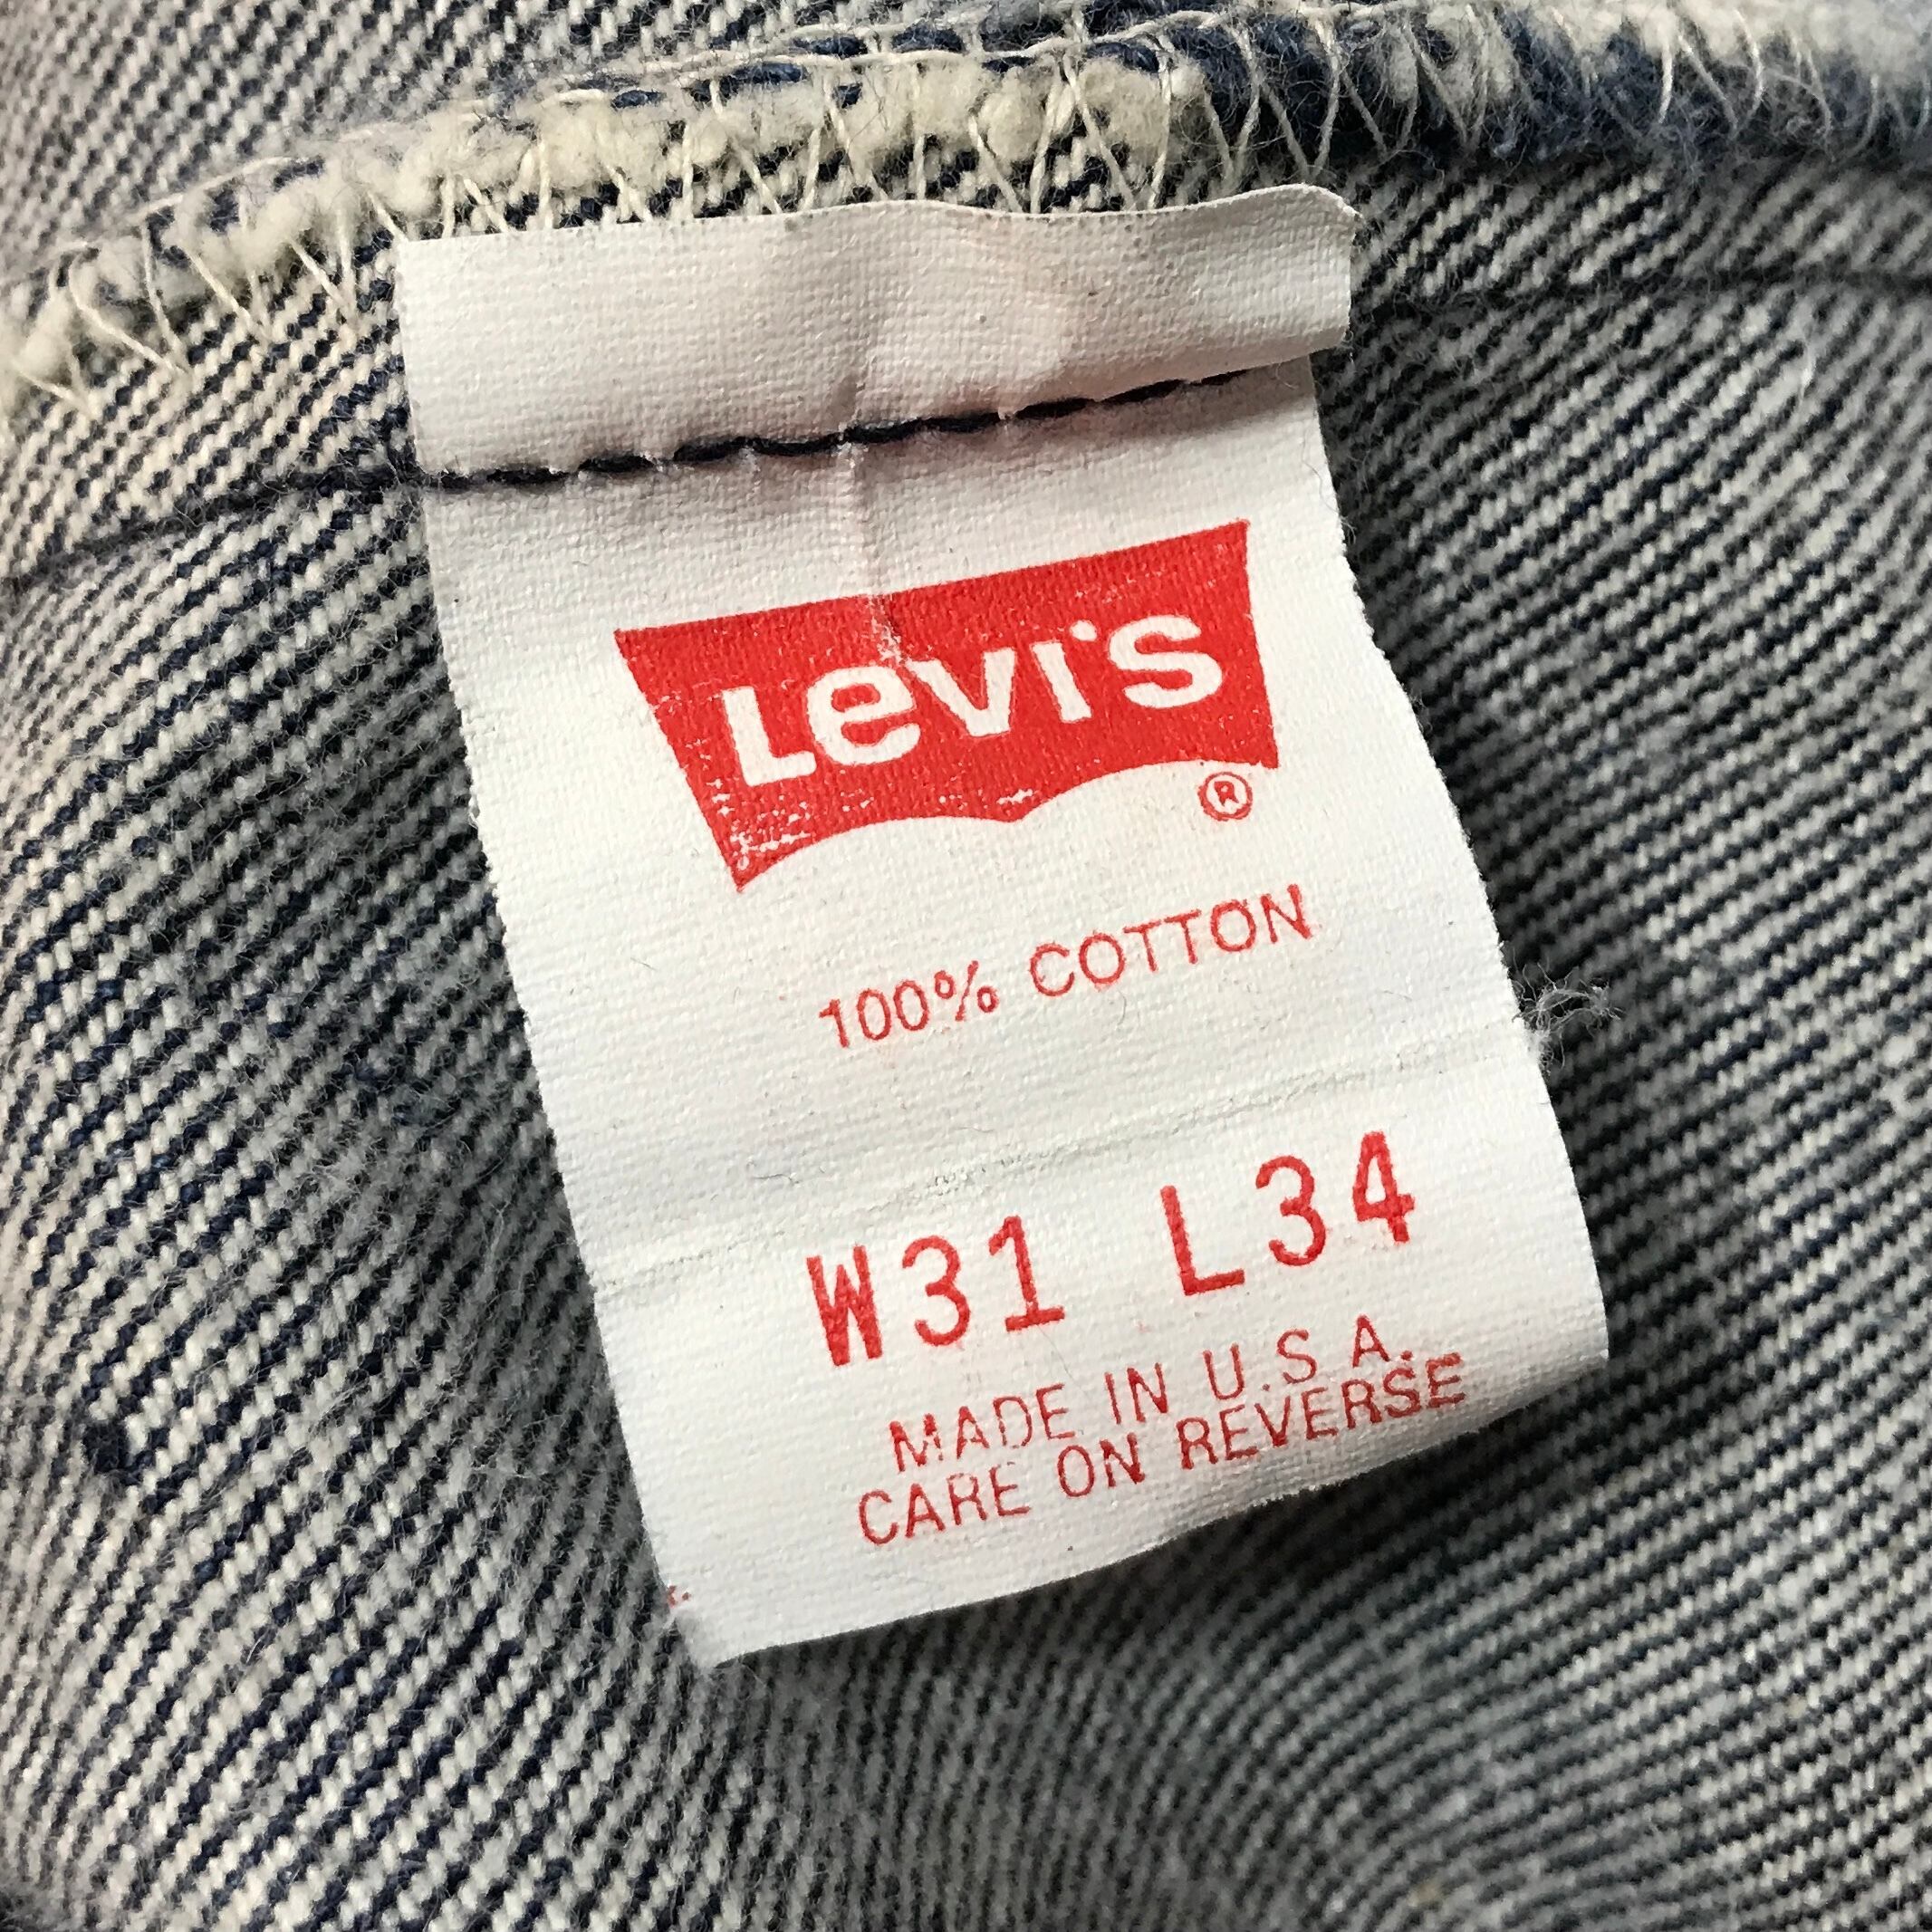 Levi's
®
100% COTTON
W31 L34
MADE IN U.S.A.
CARE ON REVERSE